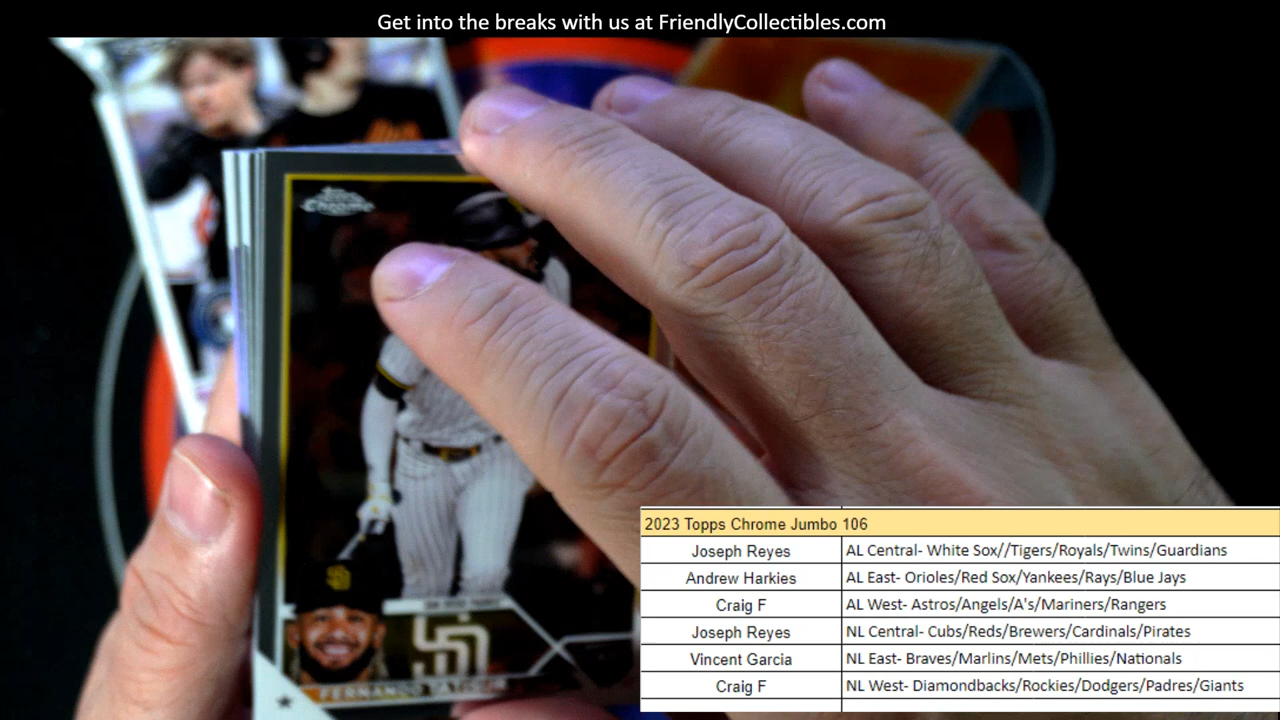 Get into the breaks with us at FriendlyCollectibles.com
Topps
Chrome
SD
SD
FERNANDO TATIS JR
2023 Topps Chrome Jumbo 106
Joseph Reyes AL Central- White Sox//Tigers/Royals/Twins/Guardians
Andrew Harkies AL East- Orioles/Red Sox/Yankees/Rays/Blue Jays
Craig F AL West- Astros/Angels/A's/Mariners/Rangers
Joseph Reyes NL Central- Cubs/Reds/Brewers/Cardinals/Pirates
Vincent Garcia NL East- Braves/Marlins/Mets/Phillies/Nationals
Craig F NL West- Diamondbacks/Rockies/Dodgers/Padres/Giants